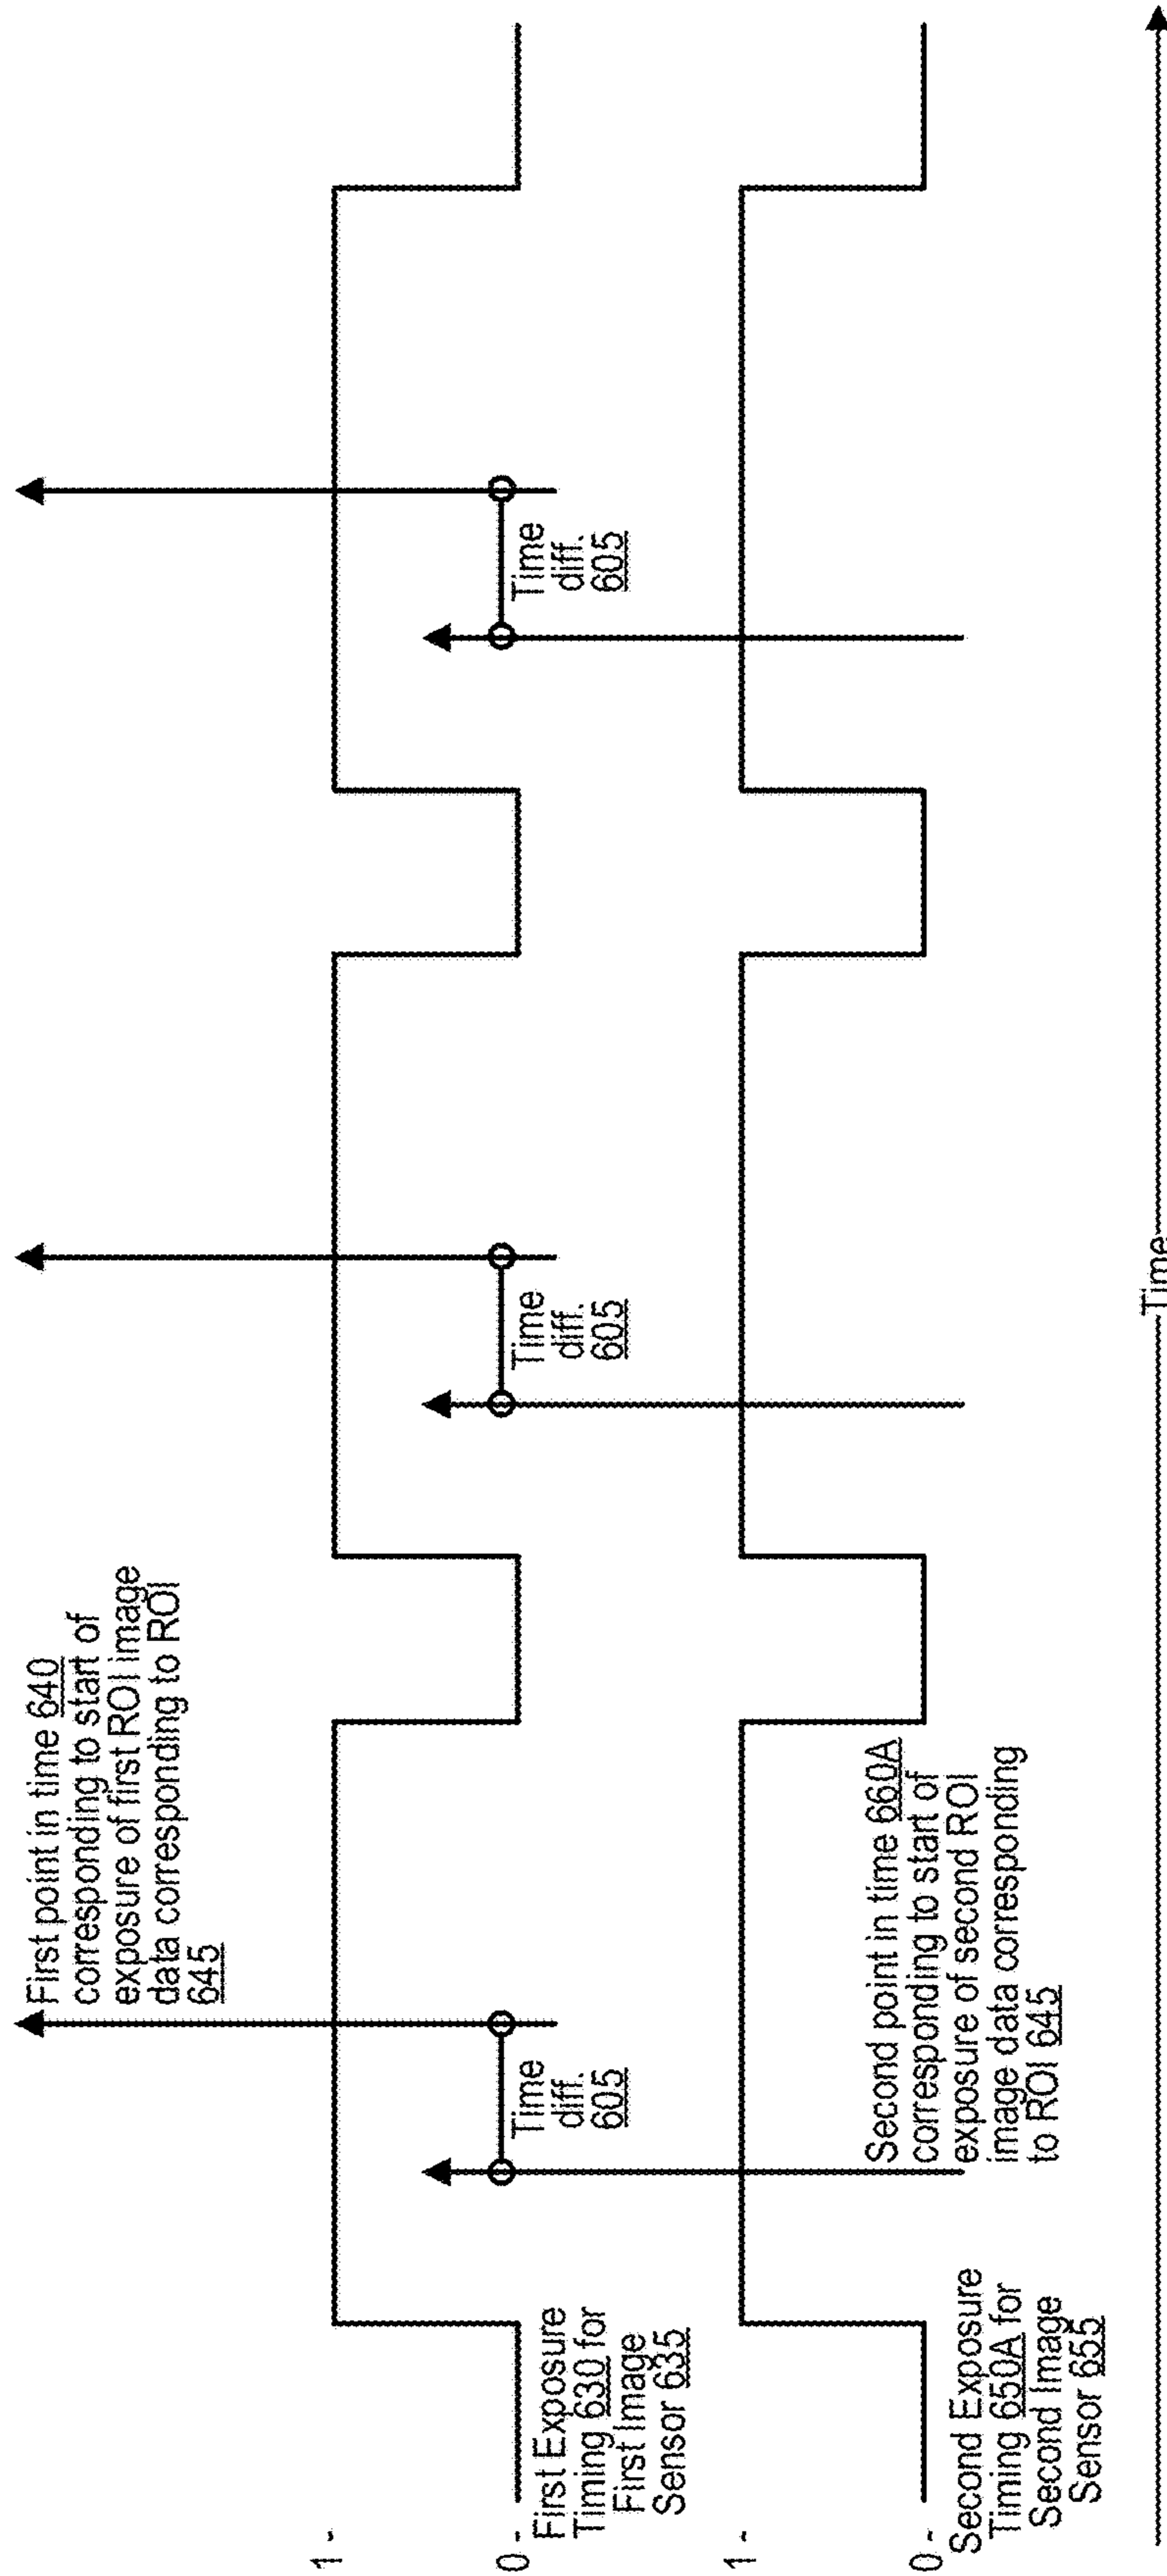 First point in time 640
corresponding to start of
exposure of first ROI image
data corresponding to ROI
645
1 -
0 -
First Exposure
Timing 630 for
First Image
Sensor 635
Time
diff.
605
Time
diff.
605
Time
diff.
605
1 -
0 -
Second Exposure
Timing 650A for
Second Image
Sensor 655
Second point in time 660A
corresponding to start of
exposure of second ROI
image data corresponding
to ROI 645
Time